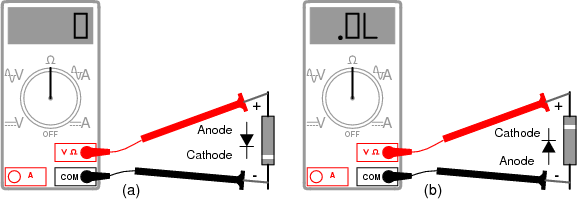 0
Ω
V A
V A
OFF
V Ω
A COM
+
Anode
Cathode
-
(a)
.0L
Ω
V A
V A
OFF
V Ω
A COM
+
Cathode
Anode
-
(b)